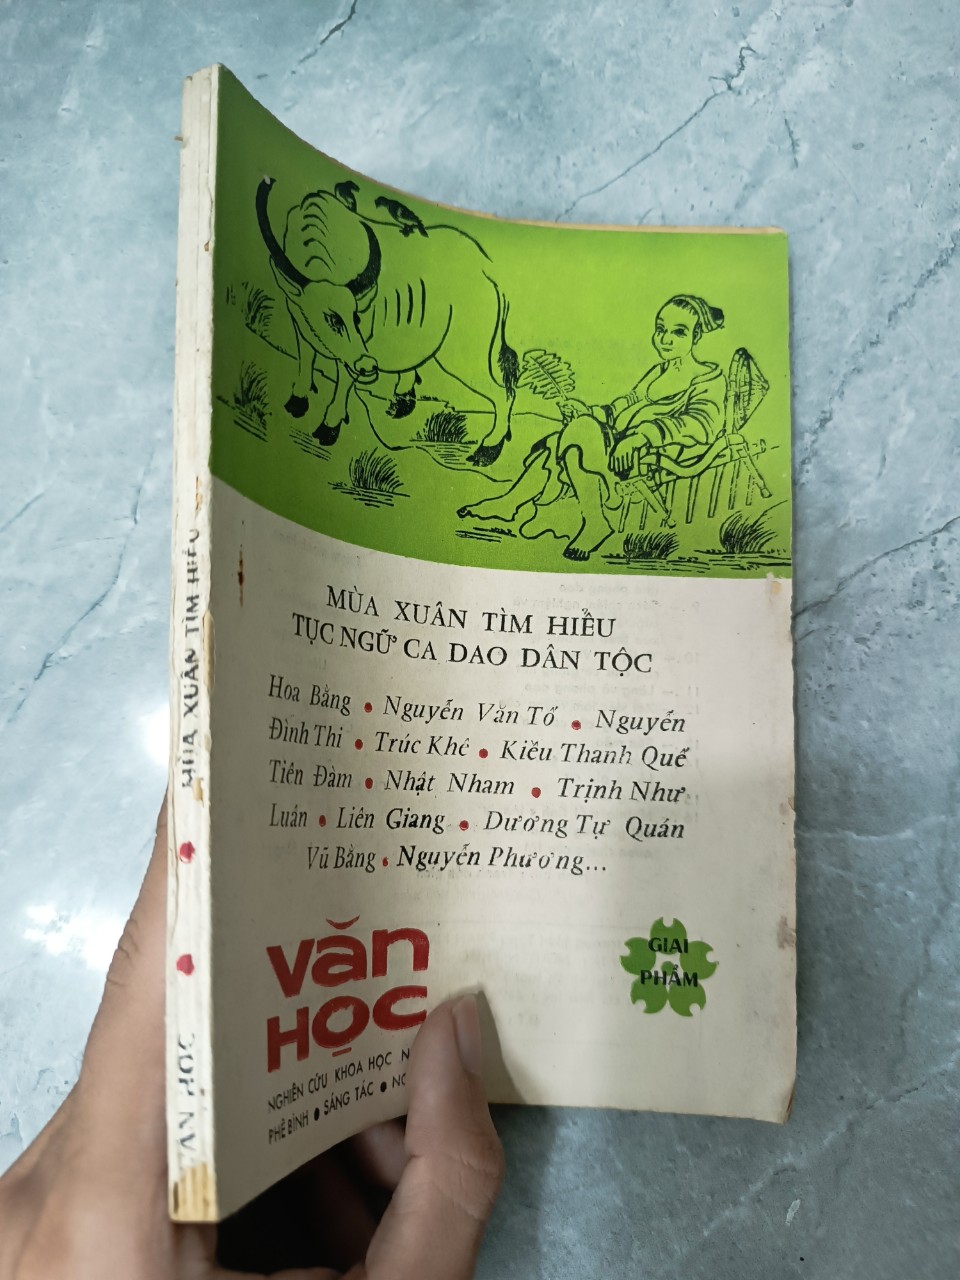 MÙA XUÂN TÌM HIỂU
TỤC NGỮ CA DAO DÂN TỘC
Hoa Bằng • Nguyễn Văn Tố • Nguyễn
Đình Thi • Trúc Khê • Kiều Thanh Quế
Tiên Đàm • Nhật Nham • Trịnh Như
Luân • Liên Giang • Dương Tự Quán
Vũ Bằng • Nguyễn Phương...
văn
HỌC
GIAI
PHẨM
NGHIÊN CỨU KHOA HỌC
PHÊ BÌNH • SÁNG TÁC •
VĂN HỌC • • MÙA XUÂN TÌM HIỂU